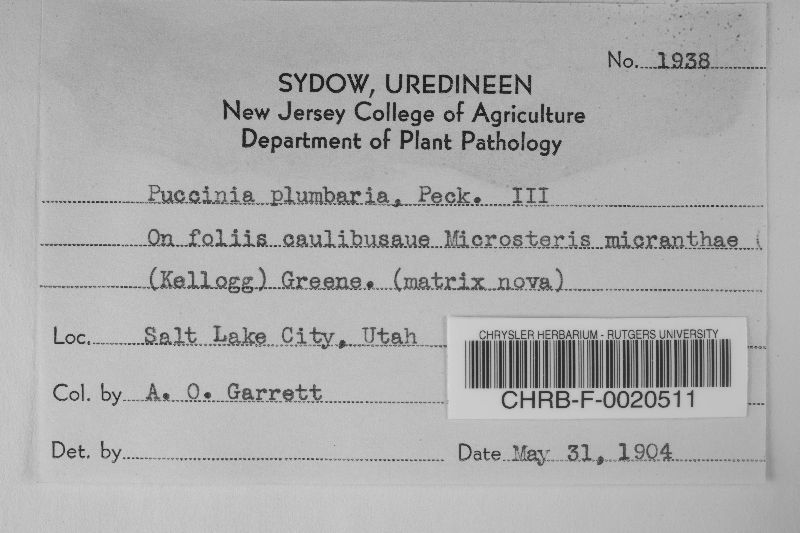 No. 1938
SYDOW, UREDINEEN
New Jersey College of Agriculture
Department of Plant Pathology
Puccinia plumbaria, Peck. III
On foliis caulibusaue Microsteris micranthae (
(Kellogg) Greene. (matrix nova)
Loc. Salt Lake City, Utah
CHRYSLER HERBARIUM - RUTGERS UNIVERSITY
CHRB-F-0020511
Col. by A. O. Garrett
Det. by
Date May 31, 1904